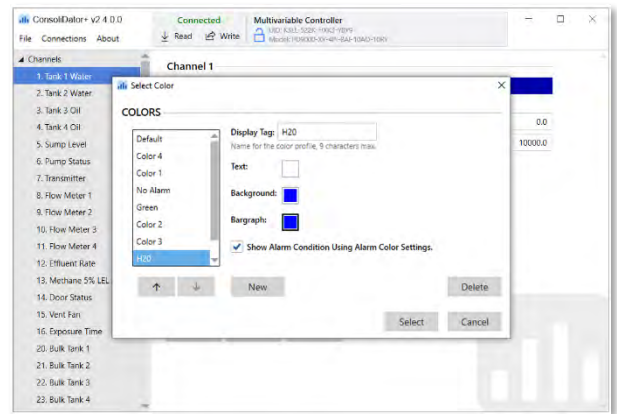 ConsoliDator+ v2.4.0.0
File Connections About
Connected
Read Write
Multivariable Controller
Channels
1. Tank 1 Water
2. Tank 2 Water
3. Tank 3 Oil
4. Tank 4 Oil
5. Sump Level
6. Pump Status
7. Transmitter
8. Flow Meter 1
9. Flow Meter 2
10. Flow Meter 3
11. Flow Meter 4
12. Effluent Rate
13. Methane 5% LEL
14. Door Status
15. Vent Fan
16. Exposure Time
20. Bulk Tank 1
21. Bulk Tank 2
22. Bulk Tank 3
23. Bulk Tank 4
Channel 1
0.0
10000.0
Select Color
COLORS
Default
Color 4
Color 1
No Alarm
Green
Color 2
Color 3
H20
Display Tag: H20
Name for the color profile, 9 characters max.
Text:
Background:
Bargraph:
Show Alarm Condition Using Alarm Color Settings.
New
Delete
Select
Cancel